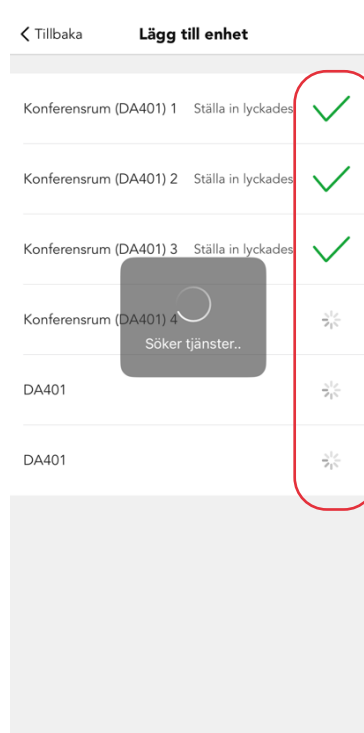 Tillbaka Lägg till enhet
Konferensrum (DA401) 1 Ställa in lyckades
Konferensrum (DA401) 2 Ställa in lyckades
Konferensrum (DA401) 3 Ställa in lyckades
Konferensrum (DA401) 4
Söker tjänster..
DA401
DA401